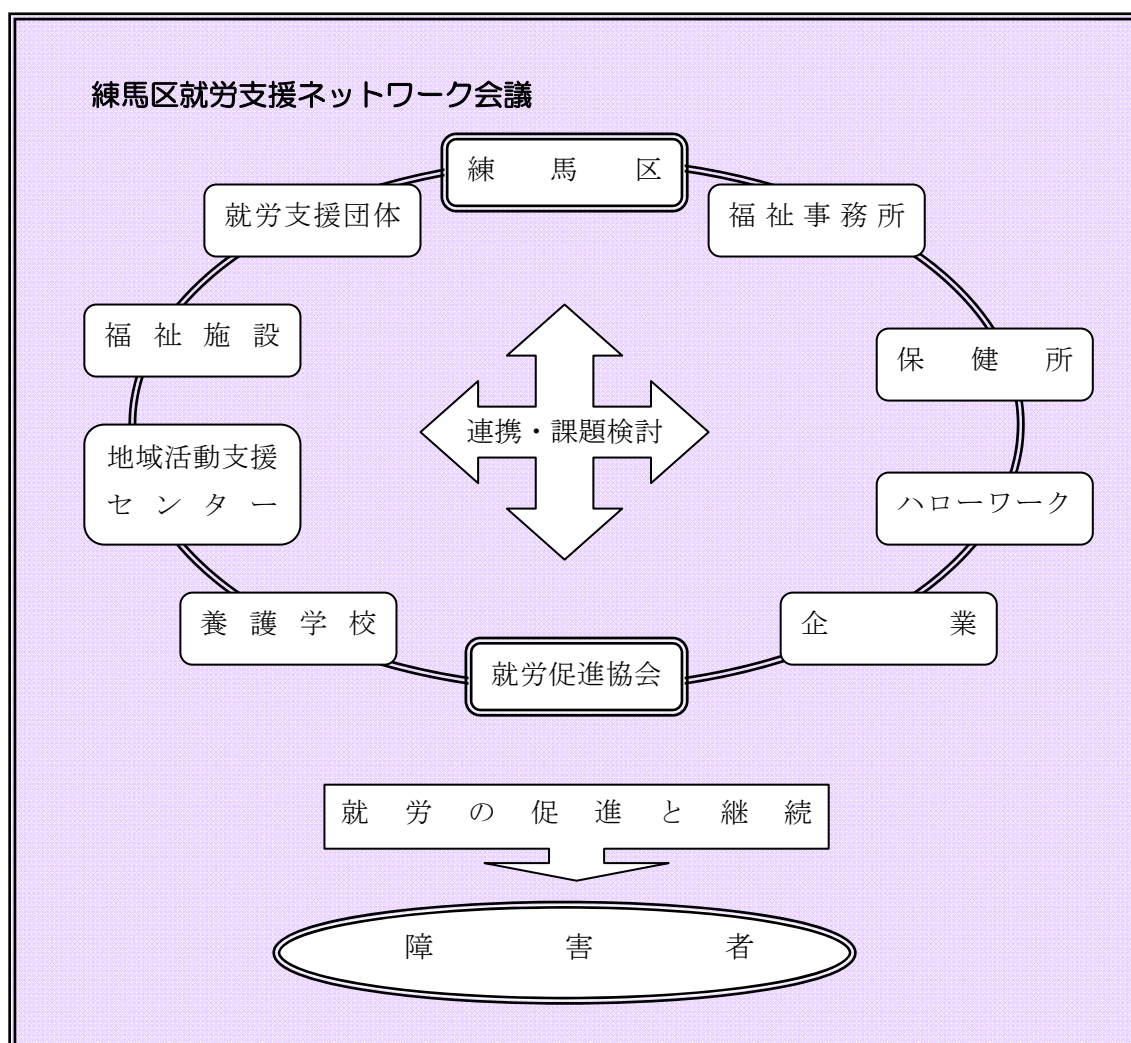 練馬区就労支援ネットワーク会議
練馬区
就労支援団体
福祉事務所
福祉施設
保健所
連携・課題検討
地域活動支援
センター
ハローワーク
養護学校
企業
就労促進協会
就労の促進と継続
障害者